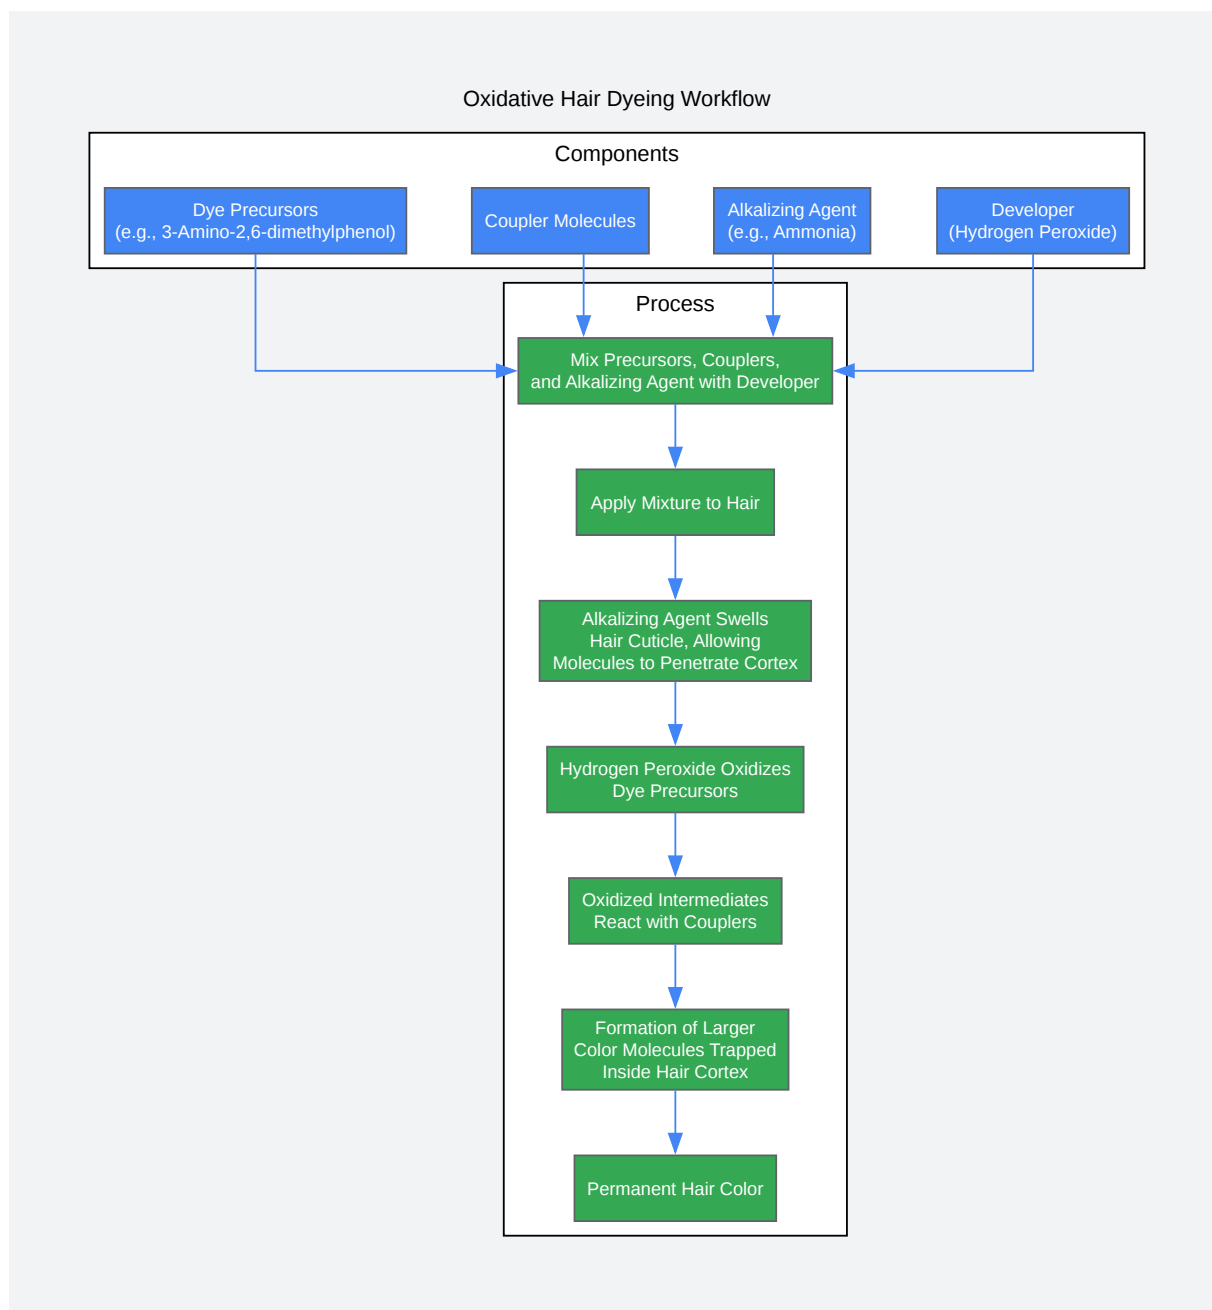 Oxidative Hair Dyeing Workflow
Components
Dye Precursors
(e.g., 3-Amino-2,6-dimethylphenol)
Coupler Molecules
Alkalizing Agent
(e.g., Ammonia)
Developer
(Hydrogen Peroxide)
Process
Mix Precursors, Couplers,
and Alkalizing Agent with Developer
Apply Mixture to Hair
Alkalizing Agent Swells
Hair Cuticle, Allowing
Molecules to Penetrate Cortex
Hydrogen Peroxide Oxidizes
Dye Precursors
Oxidized Intermediates
React with Couplers
Formation of Larger
Color Molecules Trapped
Inside Hair Cortex
Permanent Hair Color